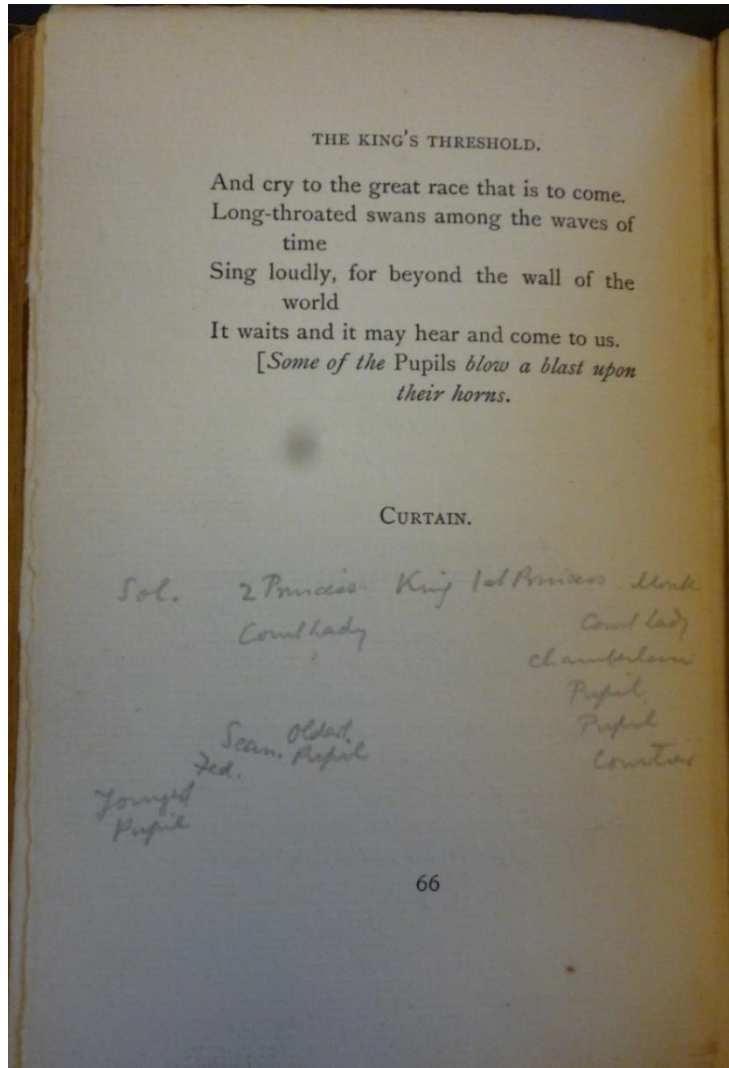 THE KING'S THRESHOLD.
And cry to the great race that is to come.
Long-throated swans among the waves of
time
Sing loudly, for beyond the wall of the
world
It waits and it may hear and come to us.
[Some of the Pupils blow a blast upon
their horns.
CURTAIN.
Sol. 2 Princess King 1st Princess Monk
Court Lady Court Lady
Chamberlain
Pupil
Pupil
Courtier
Sean. Oldest
Fed. Pupil
Youngest
Pupil
66